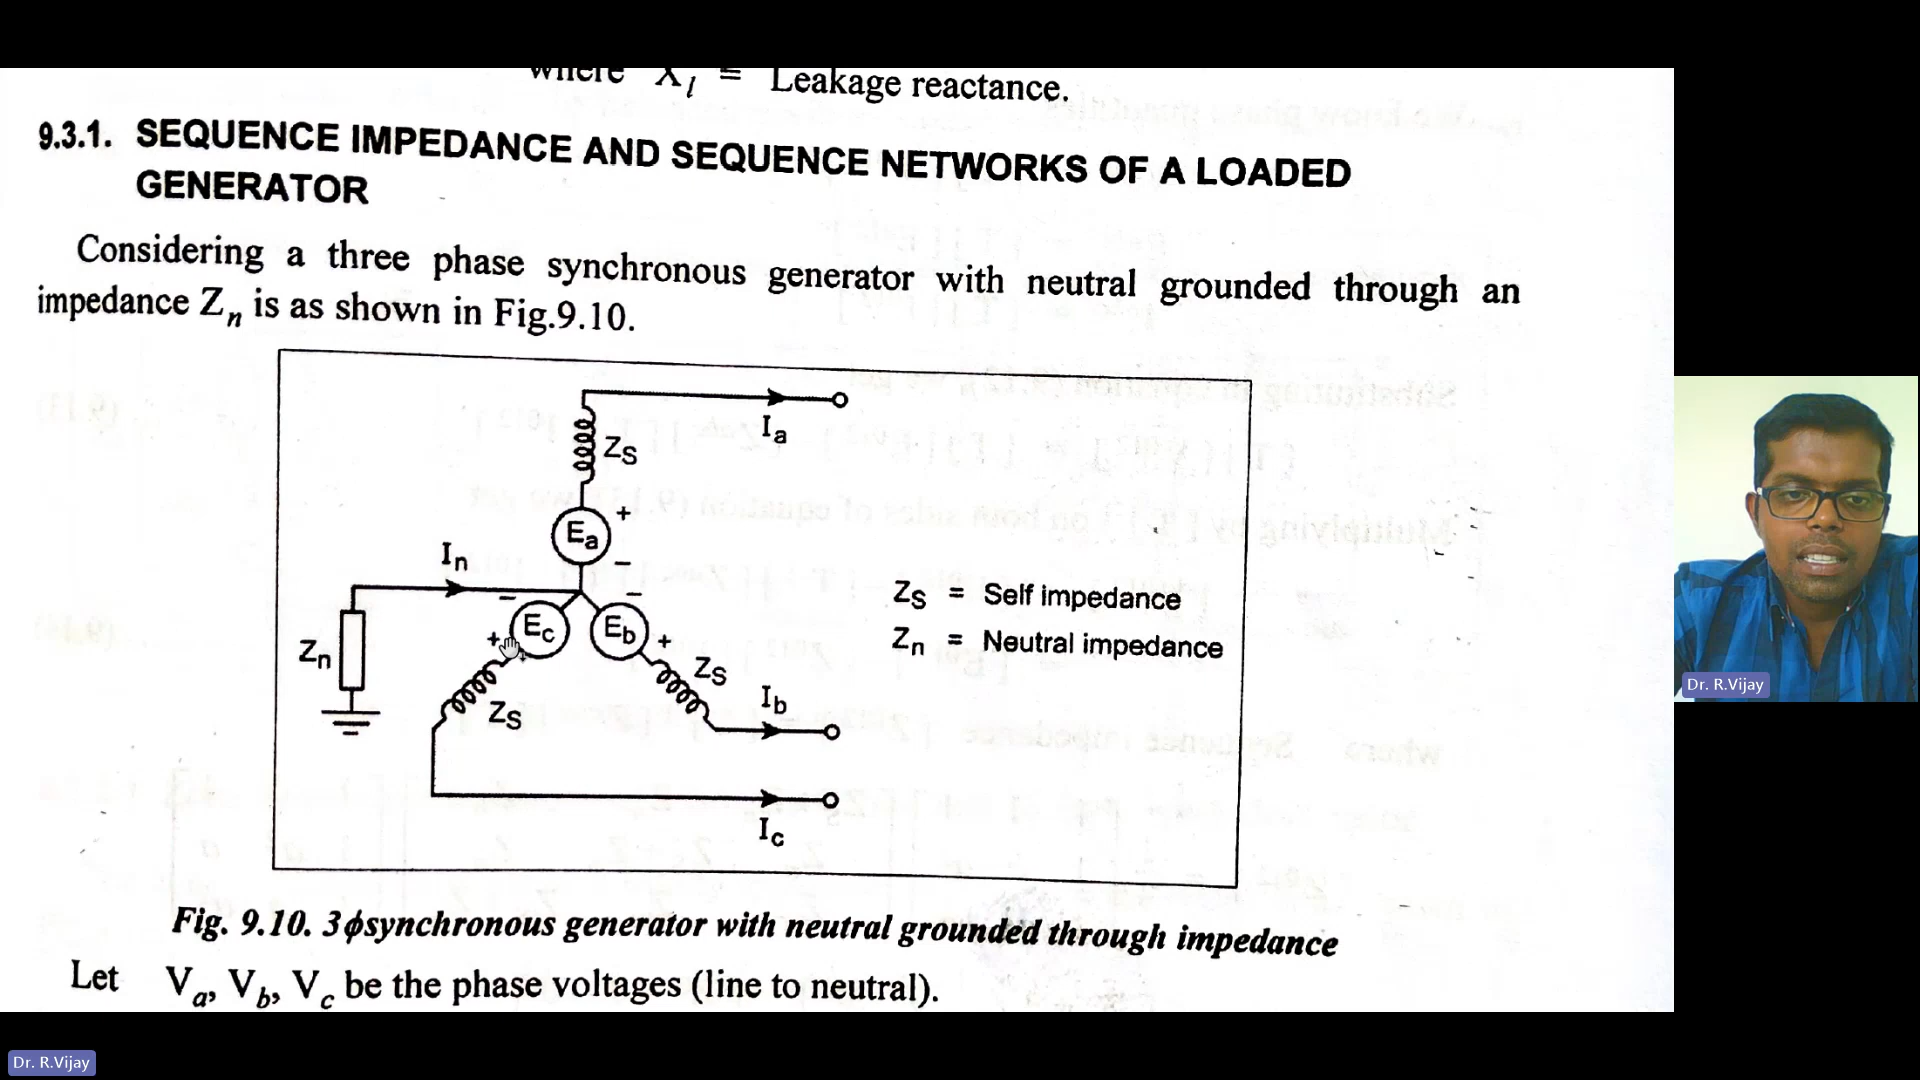 where X_l = Leakage reactance.
9.3.1. SEQUENCE IMPEDANCE AND SEQUENCE NETWORKS OF A LOADED
GENERATOR
Considering a three phase synchronous generator with neutral grounded through an
impedance Z_n is as shown in Fig.9.10.
I_a
Z_S
E_a
+
−
I_n
−
−
E_c
E_b
+
+
Z_n
Z_S
Z_S
I_b
I_c
Z_S = Self impedance
Z_n = Neutral impedance
Fig. 9.10. 3ϕsynchronous generator with neutral grounded through impedance
Let V_a, V_b, V_c be the phase voltages (line to neutral).
Dr. R.Vijay
Dr. R.Vijay